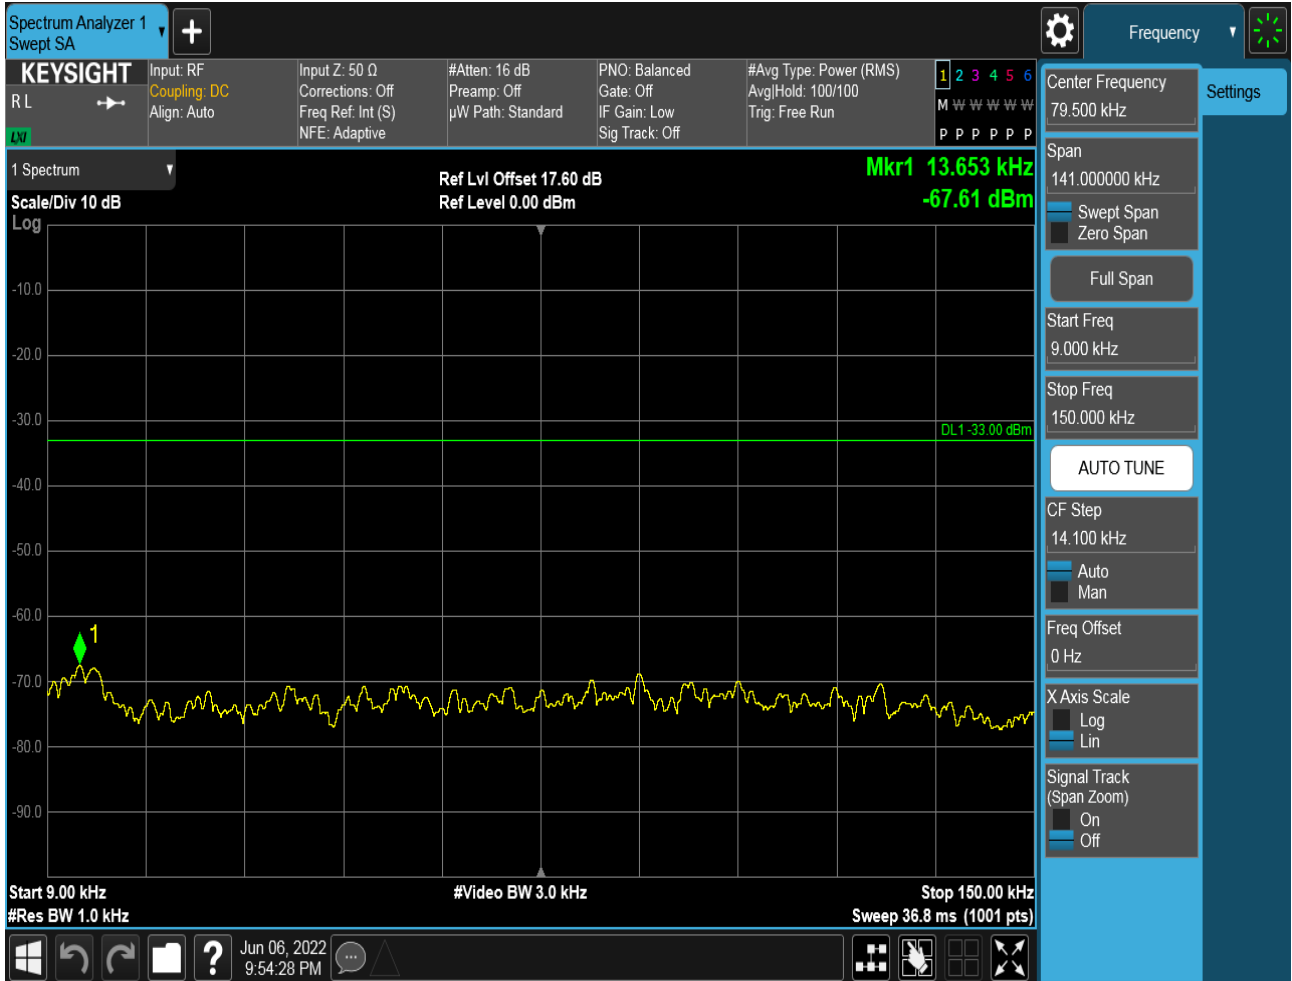 Spectrum Analyzer 1
Swept SA
+
Frequency
KEYSIGHT
R L
LXI
Input: RF
Coupling: DC
Align: Auto
Input Z: 50 Ω
Corrections: Off
Freq Ref: Int (S)
NFE: Adaptive
#Atten: 16 dB
Preamp: Off
µW Path: Standard
PNO: Balanced
Gate: Off
IF Gain: Low
Sig Track: Off
#Avg Type: Power (RMS)
Avg|Hold: 100/100
Trig: Free Run
1 2 3 4 5 6
M W W W W W
P P P P P P
1 Spectrum
Scale/Div 10 dB
Log
Ref Lvl Offset 17.60 dB
Ref Level 0.00 dBm
Mkr1 13.653 kHz
-67.61 dBm
-10.0
-20.0
-30.0
DL1 -33.00 dBm
-40.0
-50.0
-60.0
1
-70.0
-80.0
-90.0
Start 9.00 kHz
#Res BW 1.0 kHz
#Video BW 3.0 kHz
Stop 150.00 kHz
Sweep 36.8 ms (1001 pts)
?
Jun 06, 2022
9:54:28 PM
Center Frequency
79.500 kHz
Span
141.000000 kHz
Swept Span
Zero Span
Full Span
Start Freq
9.000 kHz
Stop Freq
150.000 kHz
AUTO TUNE
CF Step
14.100 kHz
Auto
Man
Freq Offset
0 Hz
X Axis Scale
Log
Lin
Signal Track
(Span Zoom)
On
Off
Settings